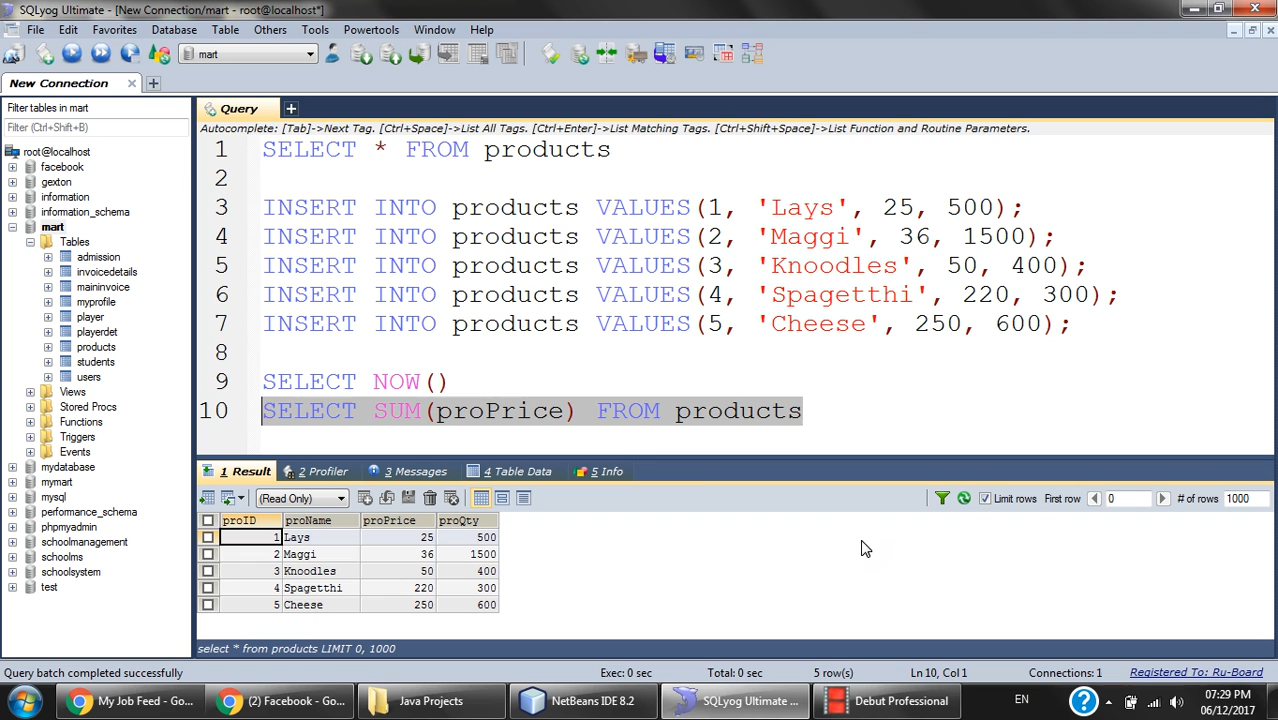 SQLyog Ultimate - [New Connection/mart - root@localhost*]
File Edit Favorites Database Table Others Tools Powertools Window Help
mart
New Connection
Filter tables in mart
Filter (Ctrl+Shift+B)
root@localhost
facebook
gexton
information
information_schema
mart
Tables
admission
invoicedetails
maininvoice
myprofile
player
playerdet
products
students
users
Views
Stored Procs
Functions
Triggers
Events
mydatabase
mymart
mysql
performance_schema
phpmyadmin
schoolmanagement
schoolms
schoolsystem
test
Query
Autocomplete: [Tab]->Next Tag. [Ctrl+Space]->List All Tags. [Ctrl+Enter]->List Matching Tags. [Ctrl+Shift+Space]->List Function and Routine Parameters.
1 SELECT * FROM products
2
3 INSERT INTO products VALUES(1, 'Lays', 25, 500);
4 INSERT INTO products VALUES(2, 'Maggi', 36, 1500);
5 INSERT INTO products VALUES(3, 'Knoodles', 50, 400);
6 INSERT INTO products VALUES(4, 'Spagetthi', 220, 300);
7 INSERT INTO products VALUES(5, 'Cheese', 250, 600);
8
9 SELECT NOW()
10 SELECT SUM(proPrice) FROM products
1 Result 2 Profiler 3 Messages 4 Table Data 5 Info
(Read Only) Limit rows First row 0 # of rows 1000
proID proName proPrice proQty
1 Lays 25 500
2 Maggi 36 1500
3 Knoodles 50 400
4 Spagetthi 220 300
5 Cheese 250 600
select * from products LIMIT 0, 1000
Query batch completed successfully Exec: 0 sec Total: 0 sec 5 row(s) Ln 10, Col 1 Connections: 1 Registered To: Ru-Board
My Job Feed - Go... (2) Facebook - Goo... Java Projects NetBeans IDE 8.2 SQLyog Ultimate ... Debut Professional EN 07:29 PM
06/12/2017